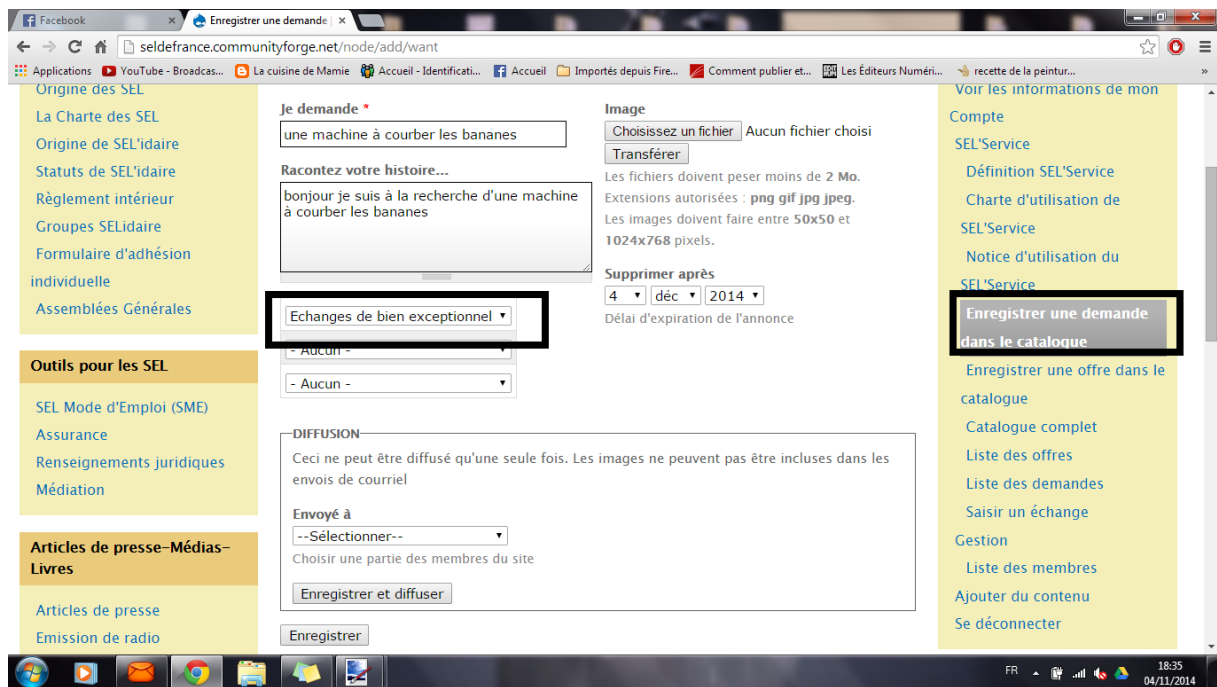 Facebook
Enregistrer une demande |
seldefrance.communityforge.net/node/add/want
Applications
YouTube - Broadcas...
La cuisine de Mamie
Accueil - Identificati...
Accueil
Importés depuis Fire...
Comment publier et...
Les Éditeurs Numéri...
recette de la peintur...
»
Origine des SEL
La Charte des SEL
Origine de SEL'idaire
Statuts de SEL'idaire
Règlement intérieur
Groupes SELidaire
Formulaire d'adhésion
individuelle
Assemblées Générales
Outils pour les SEL
SEL Mode d'Emploi (SME)
Assurance
Renseignements juridiques
Médiation
Articles de presse-Médias-
Livres
Articles de presse
Emission de radio
Je demande *
une machine à courber les bananes
Racontez votre histoire...
bonjour je suis à la recherche d'une machine
à courber les bananes
Echanges de bien exceptionnel
- Aucun -
- Aucun -
Image
Choisissez un fichier Aucun fichier choisi
Transférer
Les fichiers doivent peser moins de 2 Mo.
Extensions autorisées : png gif jpg jpeg.
Les images doivent faire entre 50x50 et
1024x768 pixels.
Supprimer après
4 déc 2014
Délai d'expiration de l'annonce
DIFFUSION
Ceci ne peut être diffusé qu'une seule fois. Les images ne peuvent pas être incluses dans les
envois de courriel
Envoyé à
--Sélectionner--
Choisir une partie des membres du site
Enregistrer et diffuser
Enregistrer
Voir les informations de mon
Compte
SEL'Service
Définition SEL'Service
Charte d'utilisation de
SEL'Service
Notice d'utilisation du
SEL'Service
Enregistrer une demande
dans le catalogue
Enregistrer une offre dans le
catalogue
Catalogue complet
Liste des offres
Liste des demandes
Saisir un échange
Gestion
Liste des membres
Ajouter du contenu
Se déconnecter
FR
18:35
04/11/2014